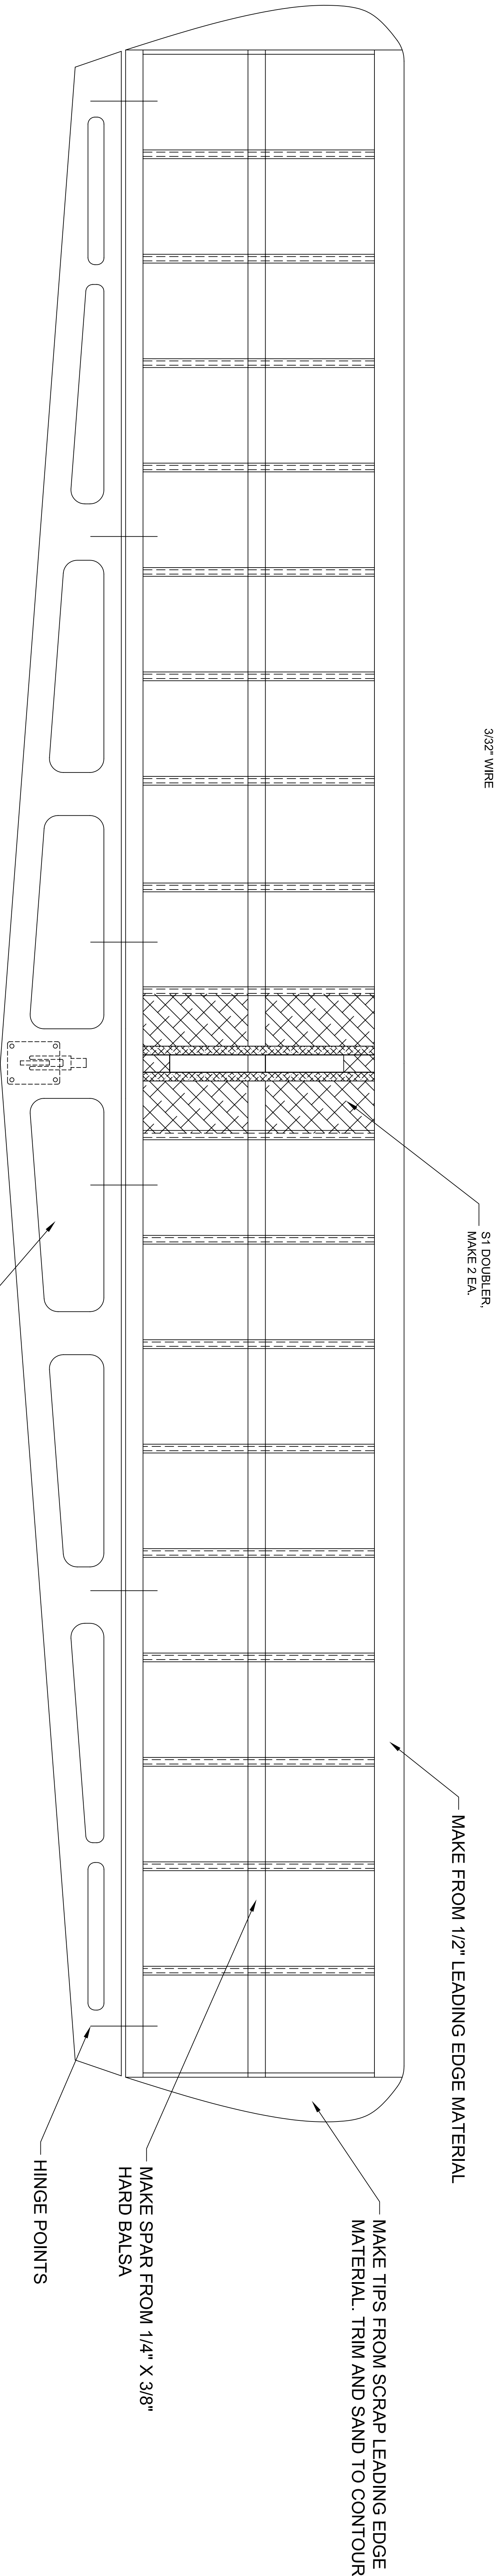 3/32" WIRE
S1 DOUBLER,
MAKE 2 EA.
MAKE FROM 1/2" LEADING EDGE MATERIAL
MAKE TIPS FROM SCRAP LEADING EDGE
MATERIAL. TRIM AND SAND TO CONTOUR
MAKE SPAR FROM 1/4" X 3/8"
HARD BALSA
HINGE POINTS